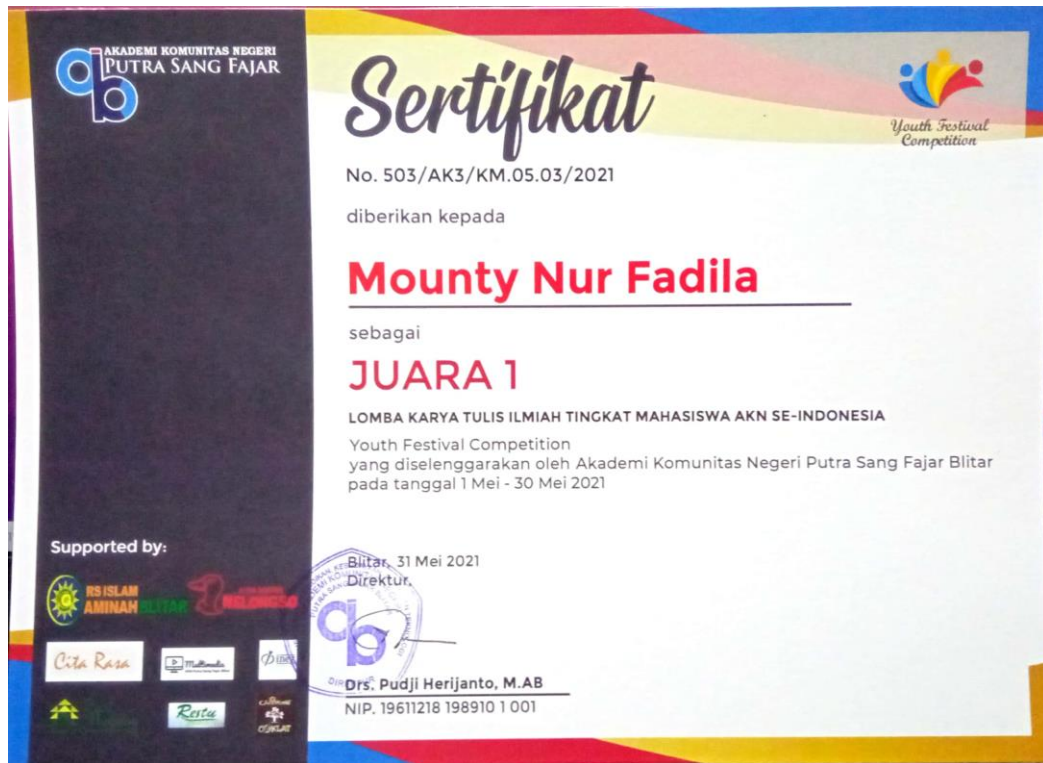 AKADEMI KOMUNITAS NEGERI
PUTRA SANG FAJAR
Sertifikat
Youth Festival
Competition
No. 503/AK3/KM.05.03/2021
diberikan kepada
Mounty Nur Fadila
sebagai
JUARA 1
LOMBA KARYA TULIS ILMIAH TINGKAT MAHASISWA AKN SE-INDONESIA
Youth Festival Competition
yang diselenggarakan oleh Akademi Komunitas Negeri Putra Sang Fajar Blitar
pada tanggal 1 Mei - 30 Mei 2021
Supported by:
RS ISLAM
AMINAH BLITAR
Cita Rasa
Multimedia
Restu
COKLAT
Blitar, 31 Mei 2021
Direktur,
DIREKTUR
Drs. Pudji Herijanto, M.AB
NIP. 19611218 198910 1 001